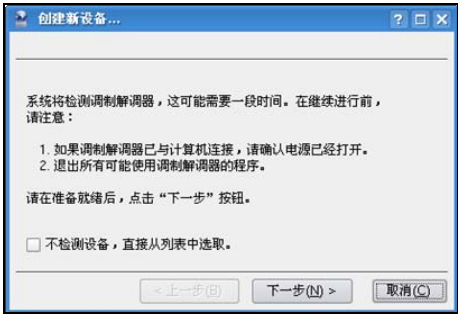 创建新设备...
系统将检测调制解调器，这可能需要一段时间。在继续进行前，
请注意：
1. 如果调制解调器已与计算机连接，请确认电源已经打开。
2. 退出所有可能使用调制解调器的程序。
请在准备就绪后，点击“下一步”按钮。
不检测设备，直接从列表中选取。
< 上一步(B) 下一步(N) > 取消(C)